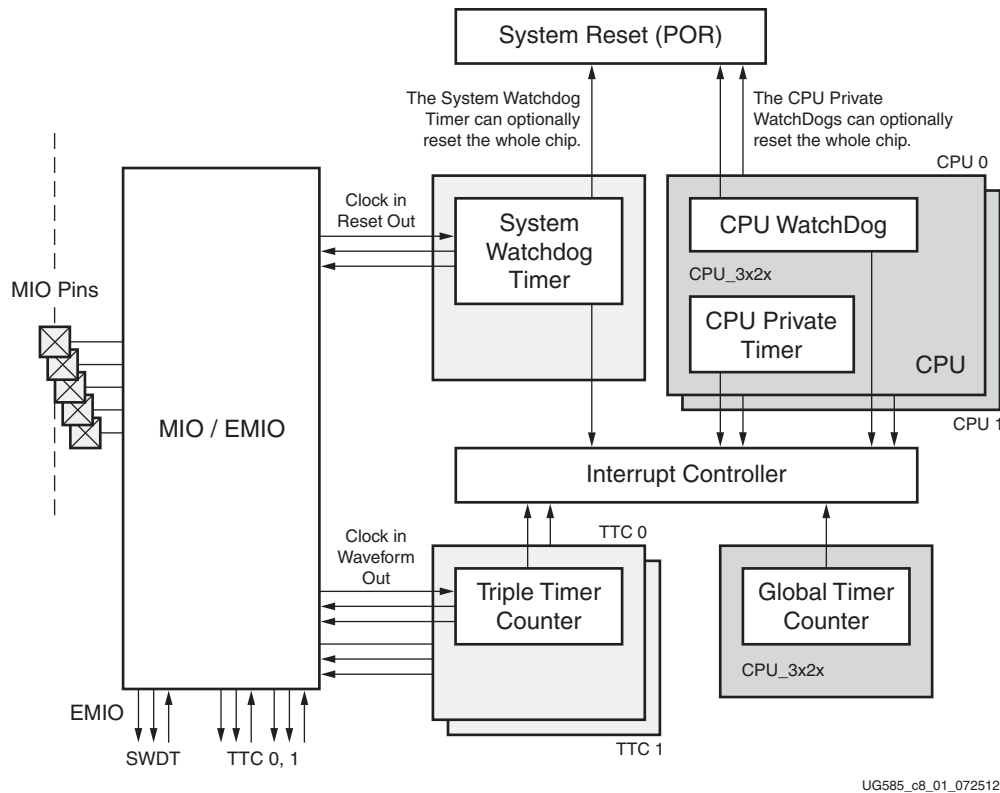 System Reset (POR)
The System Watchdog
Timer can optionally
reset the whole chip.
The CPU Private
WatchDogs can optionally
reset the whole chip.
CPU 0
Clock in
Reset Out
System
Watchdog
Timer
CPU WatchDog
CPU_3x2x
CPU Private
Timer
CPU
CPU 1
MIO Pins
MIO / EMIO
Interrupt Controller
TTC 0
Clock in
Waveform
Out
Triple Timer
Counter
Global Timer
Counter
CPU_3x2x
TTC 1
EMIO
SWDT
TTC 0, 1
UG585_c8_01_072512